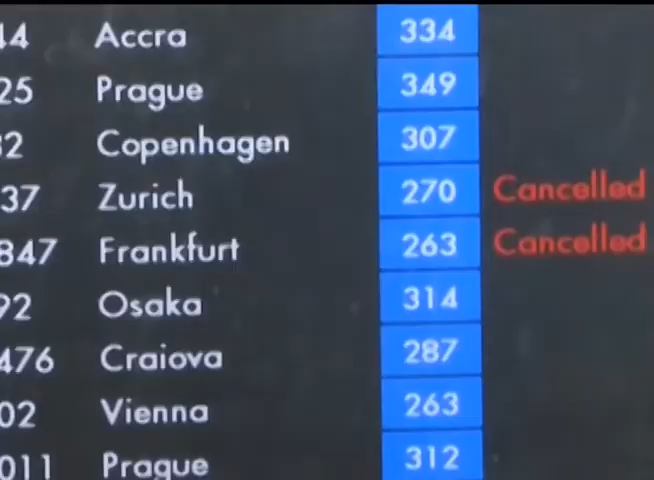 44 Accra 334
25 Prague 349
32 Copenhagen 307
37 Zurich 270 Cancelled
847 Frankfurt 263 Cancelled
92 Osaka 314
476 Craiova 287
02 Vienna 263
011 Prague 312